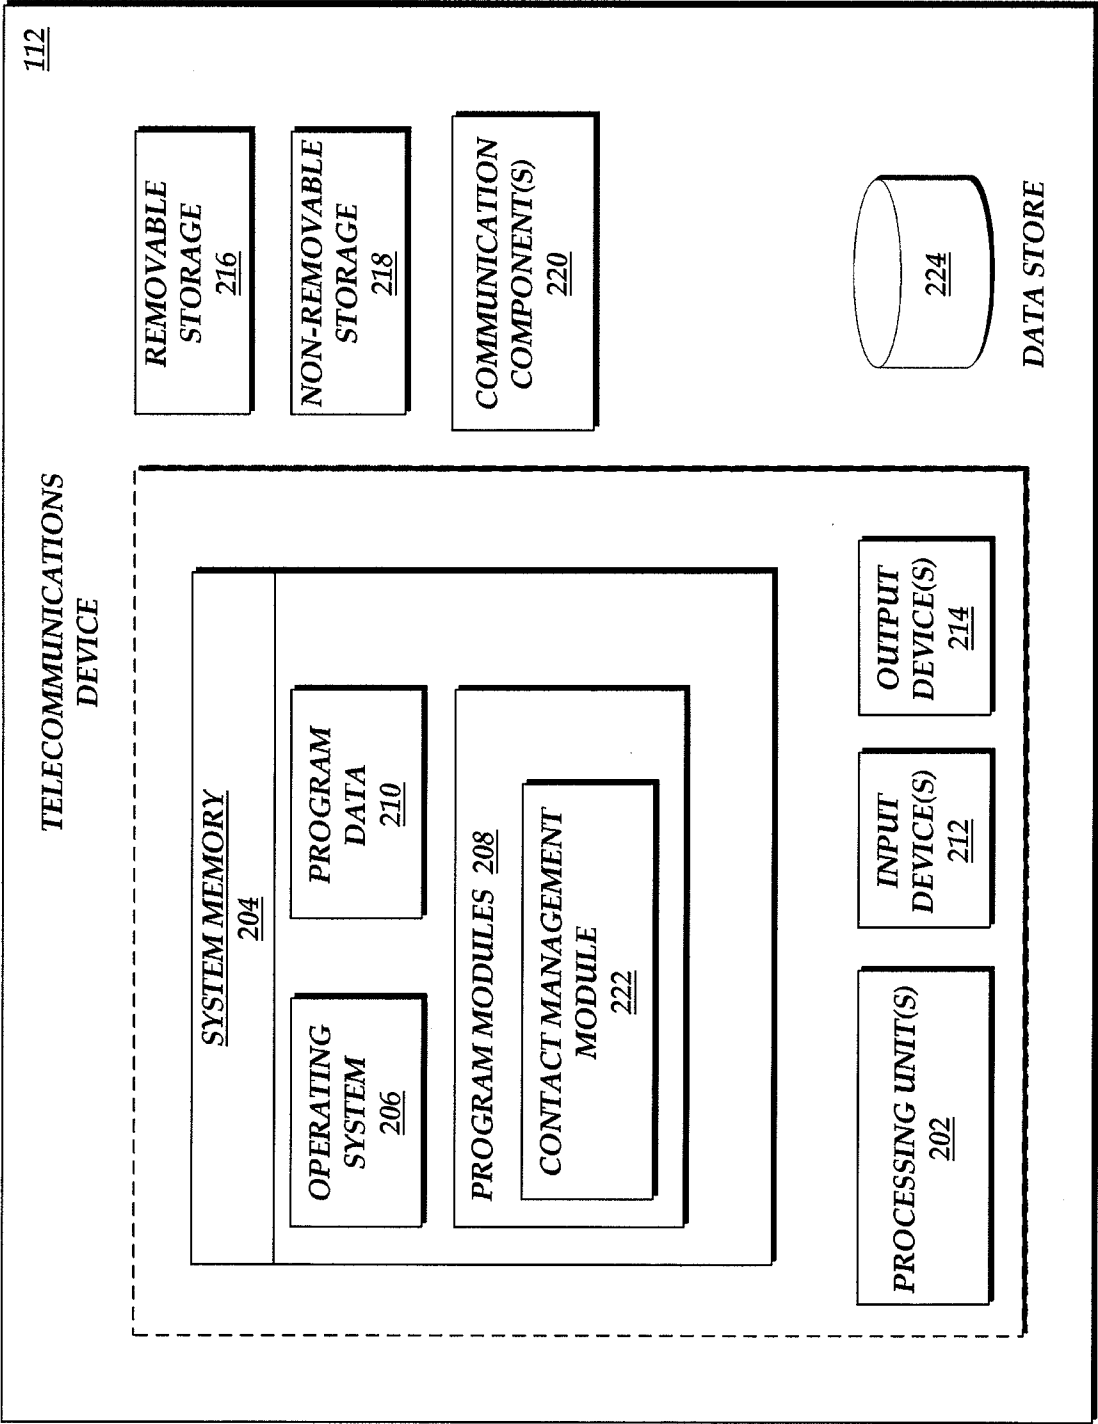 112
TELECOMMUNICATIONS
DEVICE
SYSTEM MEMORY
204
OPERATING
SYSTEM
206
PROGRAM
DATA
210
PROGRAM MODULES 208
CONTACT MANAGEMENT
MODULE
222
PROCESSING UNIT(S)
202
INPUT
DEVICE(S)
212
OUTPUT
DEVICE(S)
214
REMOVABLE
STORAGE
216
NON-REMOVABLE
STORAGE
218
COMMUNICATION
COMPONENT(S)
220
224
DATA STORE